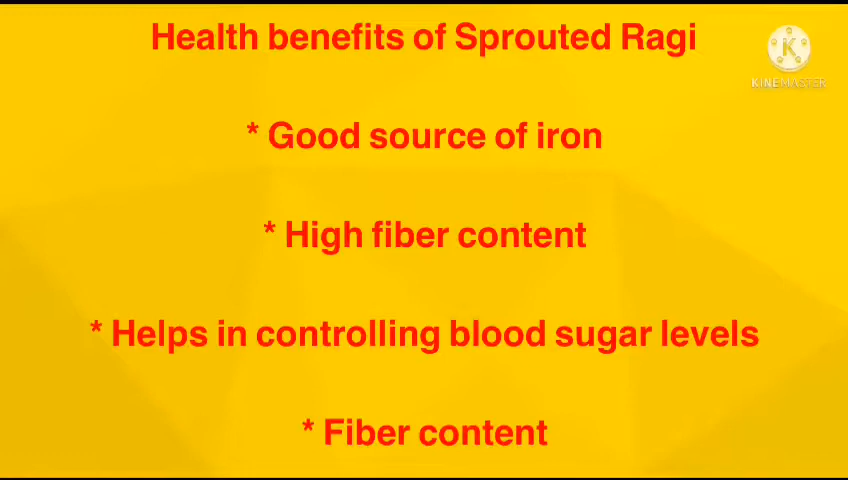 Health benefits of Sprouted Ragi
K
KINEMASTER
* Good source of iron
* High fiber content
* Helps in controlling blood sugar levels
* Fiber content